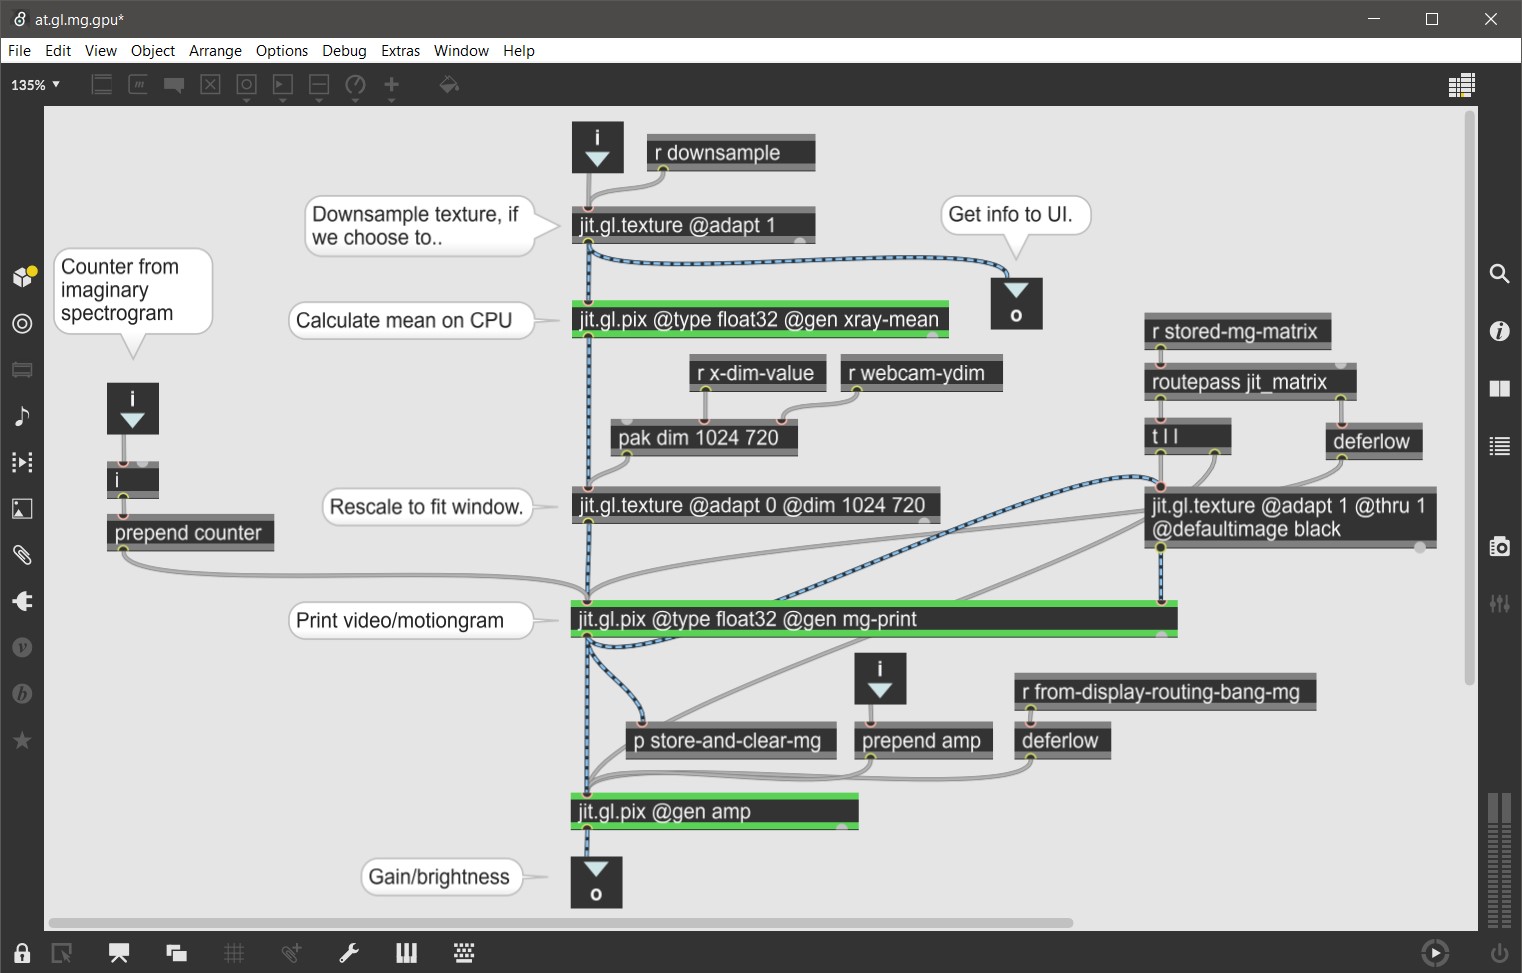 at.gl.mg.gpu*
File Edit View Object Arrange Options Debug Extras Window Help
135%
i
r downsample
Downsample texture, if
we choose to..
jit.gl.texture @adapt 1
Get info to UI.
Counter from
imaginary
spectrogram
o
Calculate mean on CPU
jit.gl.pix @type float32 @gen xray-mean
r stored-mg-matrix
r x-dim-value
r webcam-ydim
routepass jit_matrix
i
pak dim 1024 720
t l l
deferlow
i
Rescale to fit window.
jit.gl.texture @adapt 0 @dim 1024 720
jit.gl.texture @adapt 1 @thru 1
@defaultimage black
prepend counter
Print video/motiongram
jit.gl.pix @type float32 @gen mg-print
i
r from-display-routing-bang-mg
p store-and-clear-mg
prepend amp
deferlow
jit.gl.pix @gen amp
Gain/brightness
o